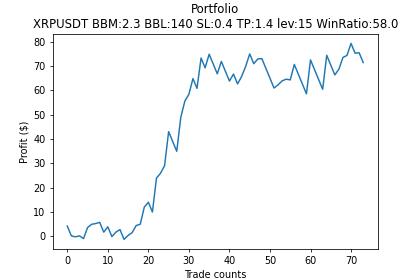 Portfolio
XRPUSDT BBM:2.3 BBL:140 SL:0.4 TP:1.4 lev:15 WinRatio:58.0
80
70
60
50
40
30
20
10
0
Profit ($)
0 10 20 30 40 50 60 70
Trade counts